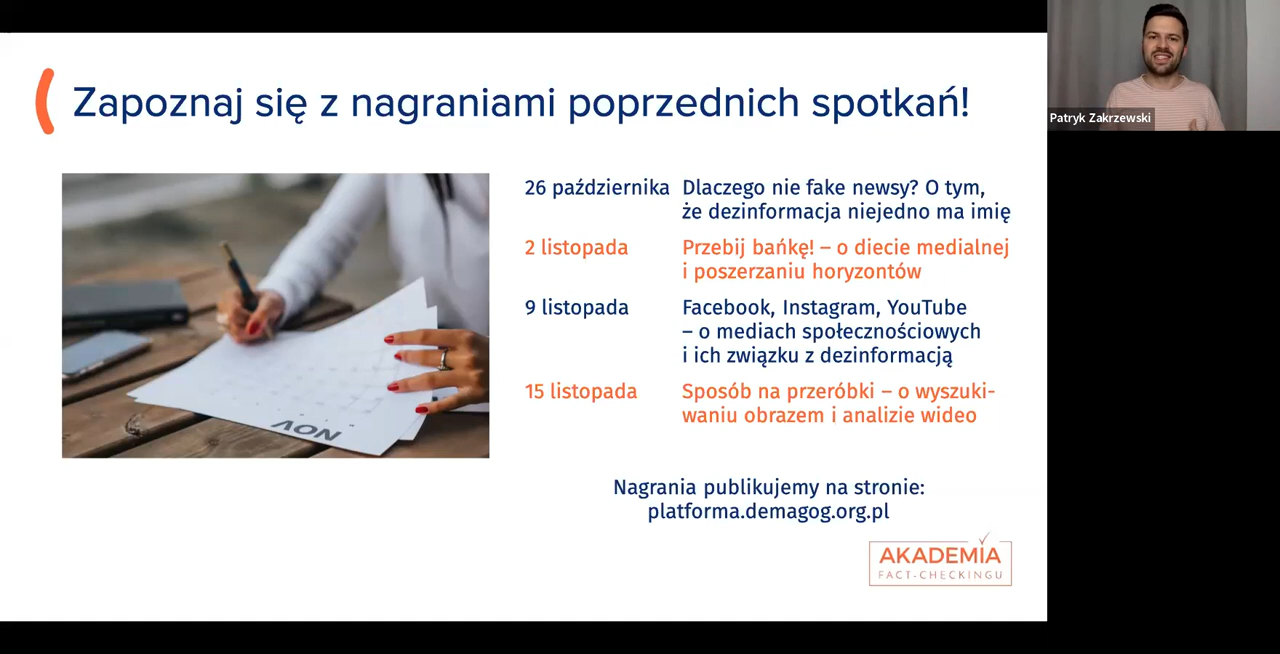 Zapoznaj się z nagraniami poprzednich spotkań!
Patryk Zakrzewski
26 października
Dlaczego nie fake newsy? O tym,
że dezinformacja niejedno ma imię
2 listopada
Przebij bańkę! – o diecie medialnej
i poszerzaniu horyzontów
9 listopada
Facebook, Instagram, YouTube
– o mediach społecznościowych
i ich związku z dezinformacją
15 listopada
Sposób na przeróbki – o wyszuki-
waniu obrazem i analizie wideo
NOV
Nagrania publikujemy na stronie:
platforma.demagog.org.pl
AKADEMIA
FACT-CHECKINGU